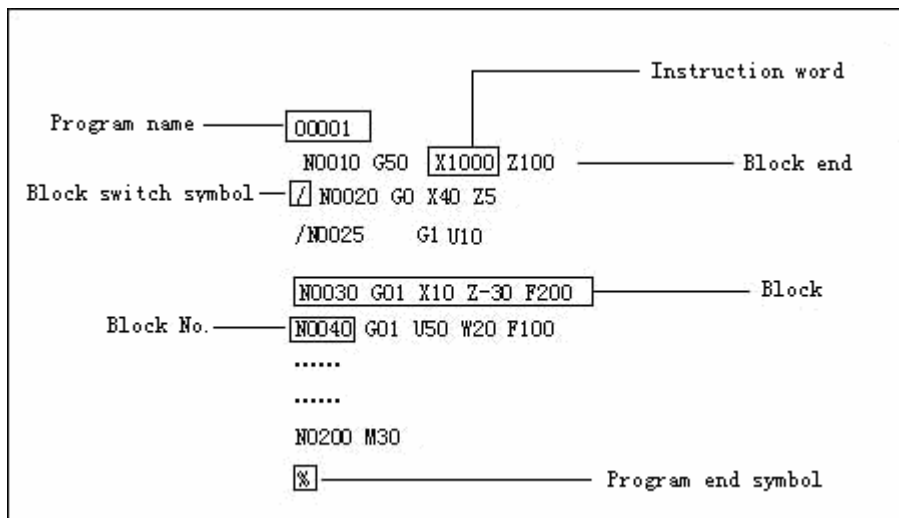 Instruction word
Program name
O0001
N0010 G50 X1000 Z100
Block end
Block switch symbol
/ N0020 G0 X40 Z5
/N0025 G1 U10
N0030 G01 X10 Z-30 F200
Block
Block No.
N0040 G01 U50 W20 F100
......
......
N0200 M30
%
Program end symbol